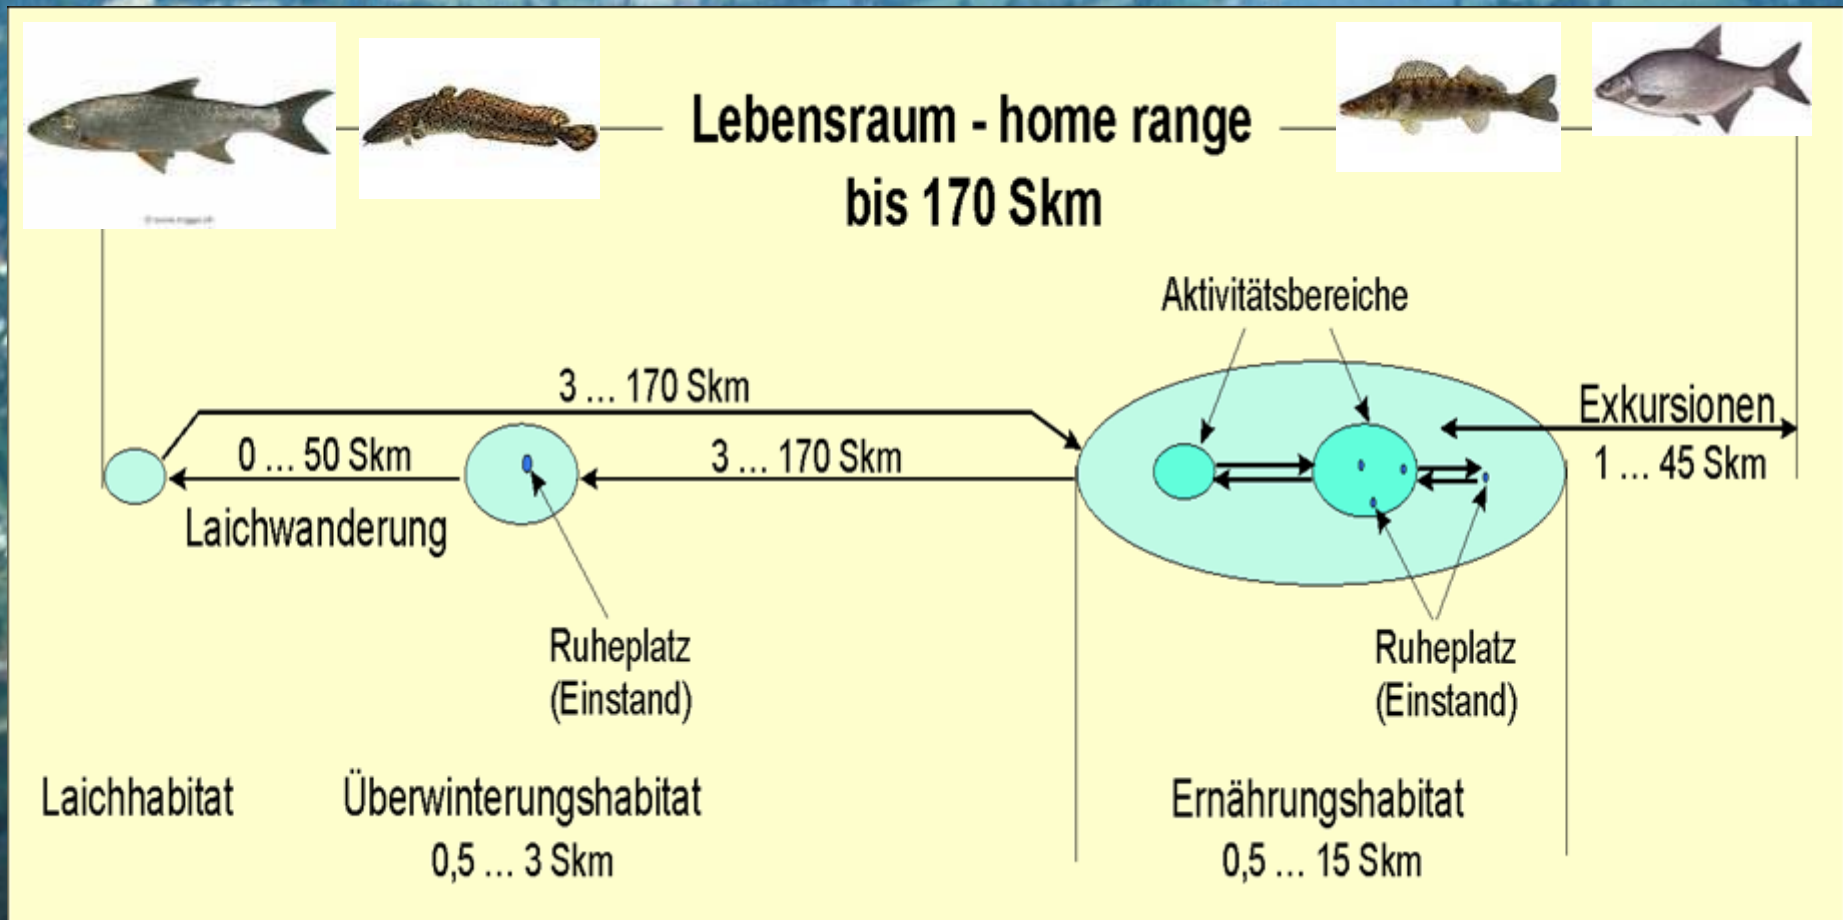 Lebensraum - home range
bis 170 Skm
Aktivitätsbereiche
3 ... 170 Skm
Exkursionen
0 ... 50 Skm
3 ... 170 Skm
1 ... 45 Skm
Laichwanderung
Ruheplatz
(Einstand)
Ruheplatz
(Einstand)
Laichhabitat
Überwinterungshabitat
0,5 ... 3 Skm
Ernährungshabitat
0,5 ... 15 Skm